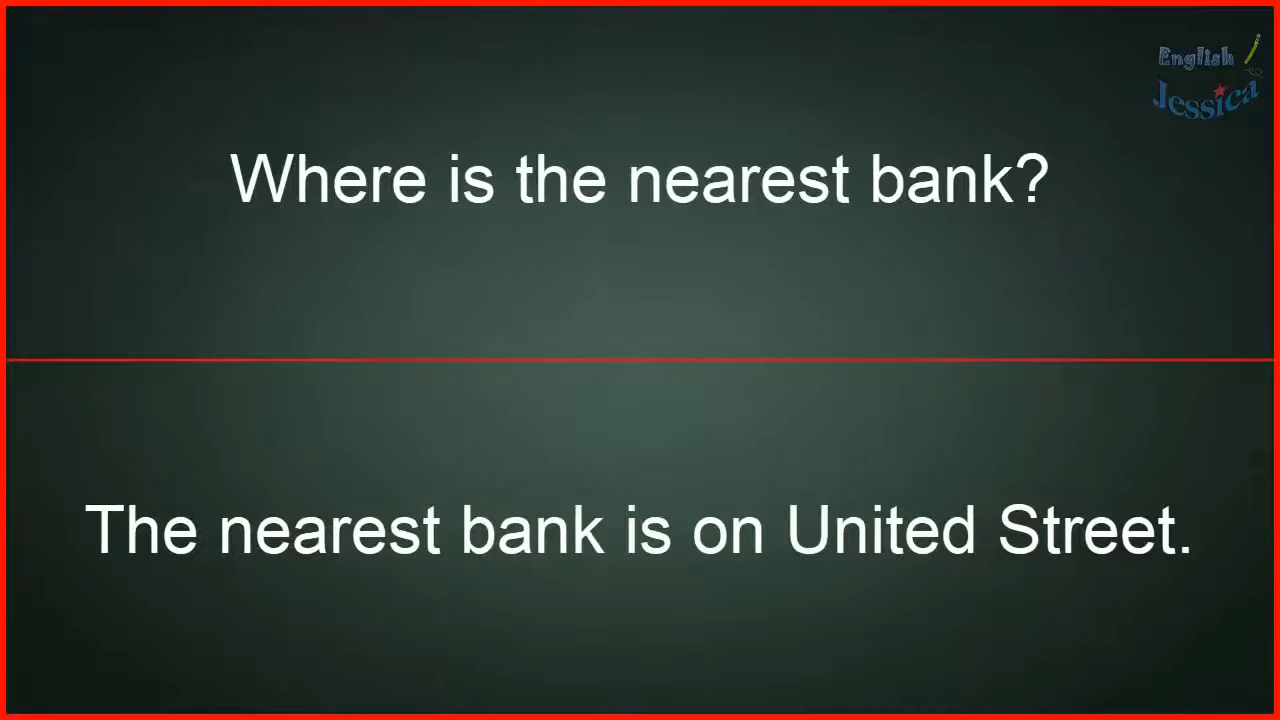 English
Jessica
Where is the nearest bank?
The nearest bank is on United Street.